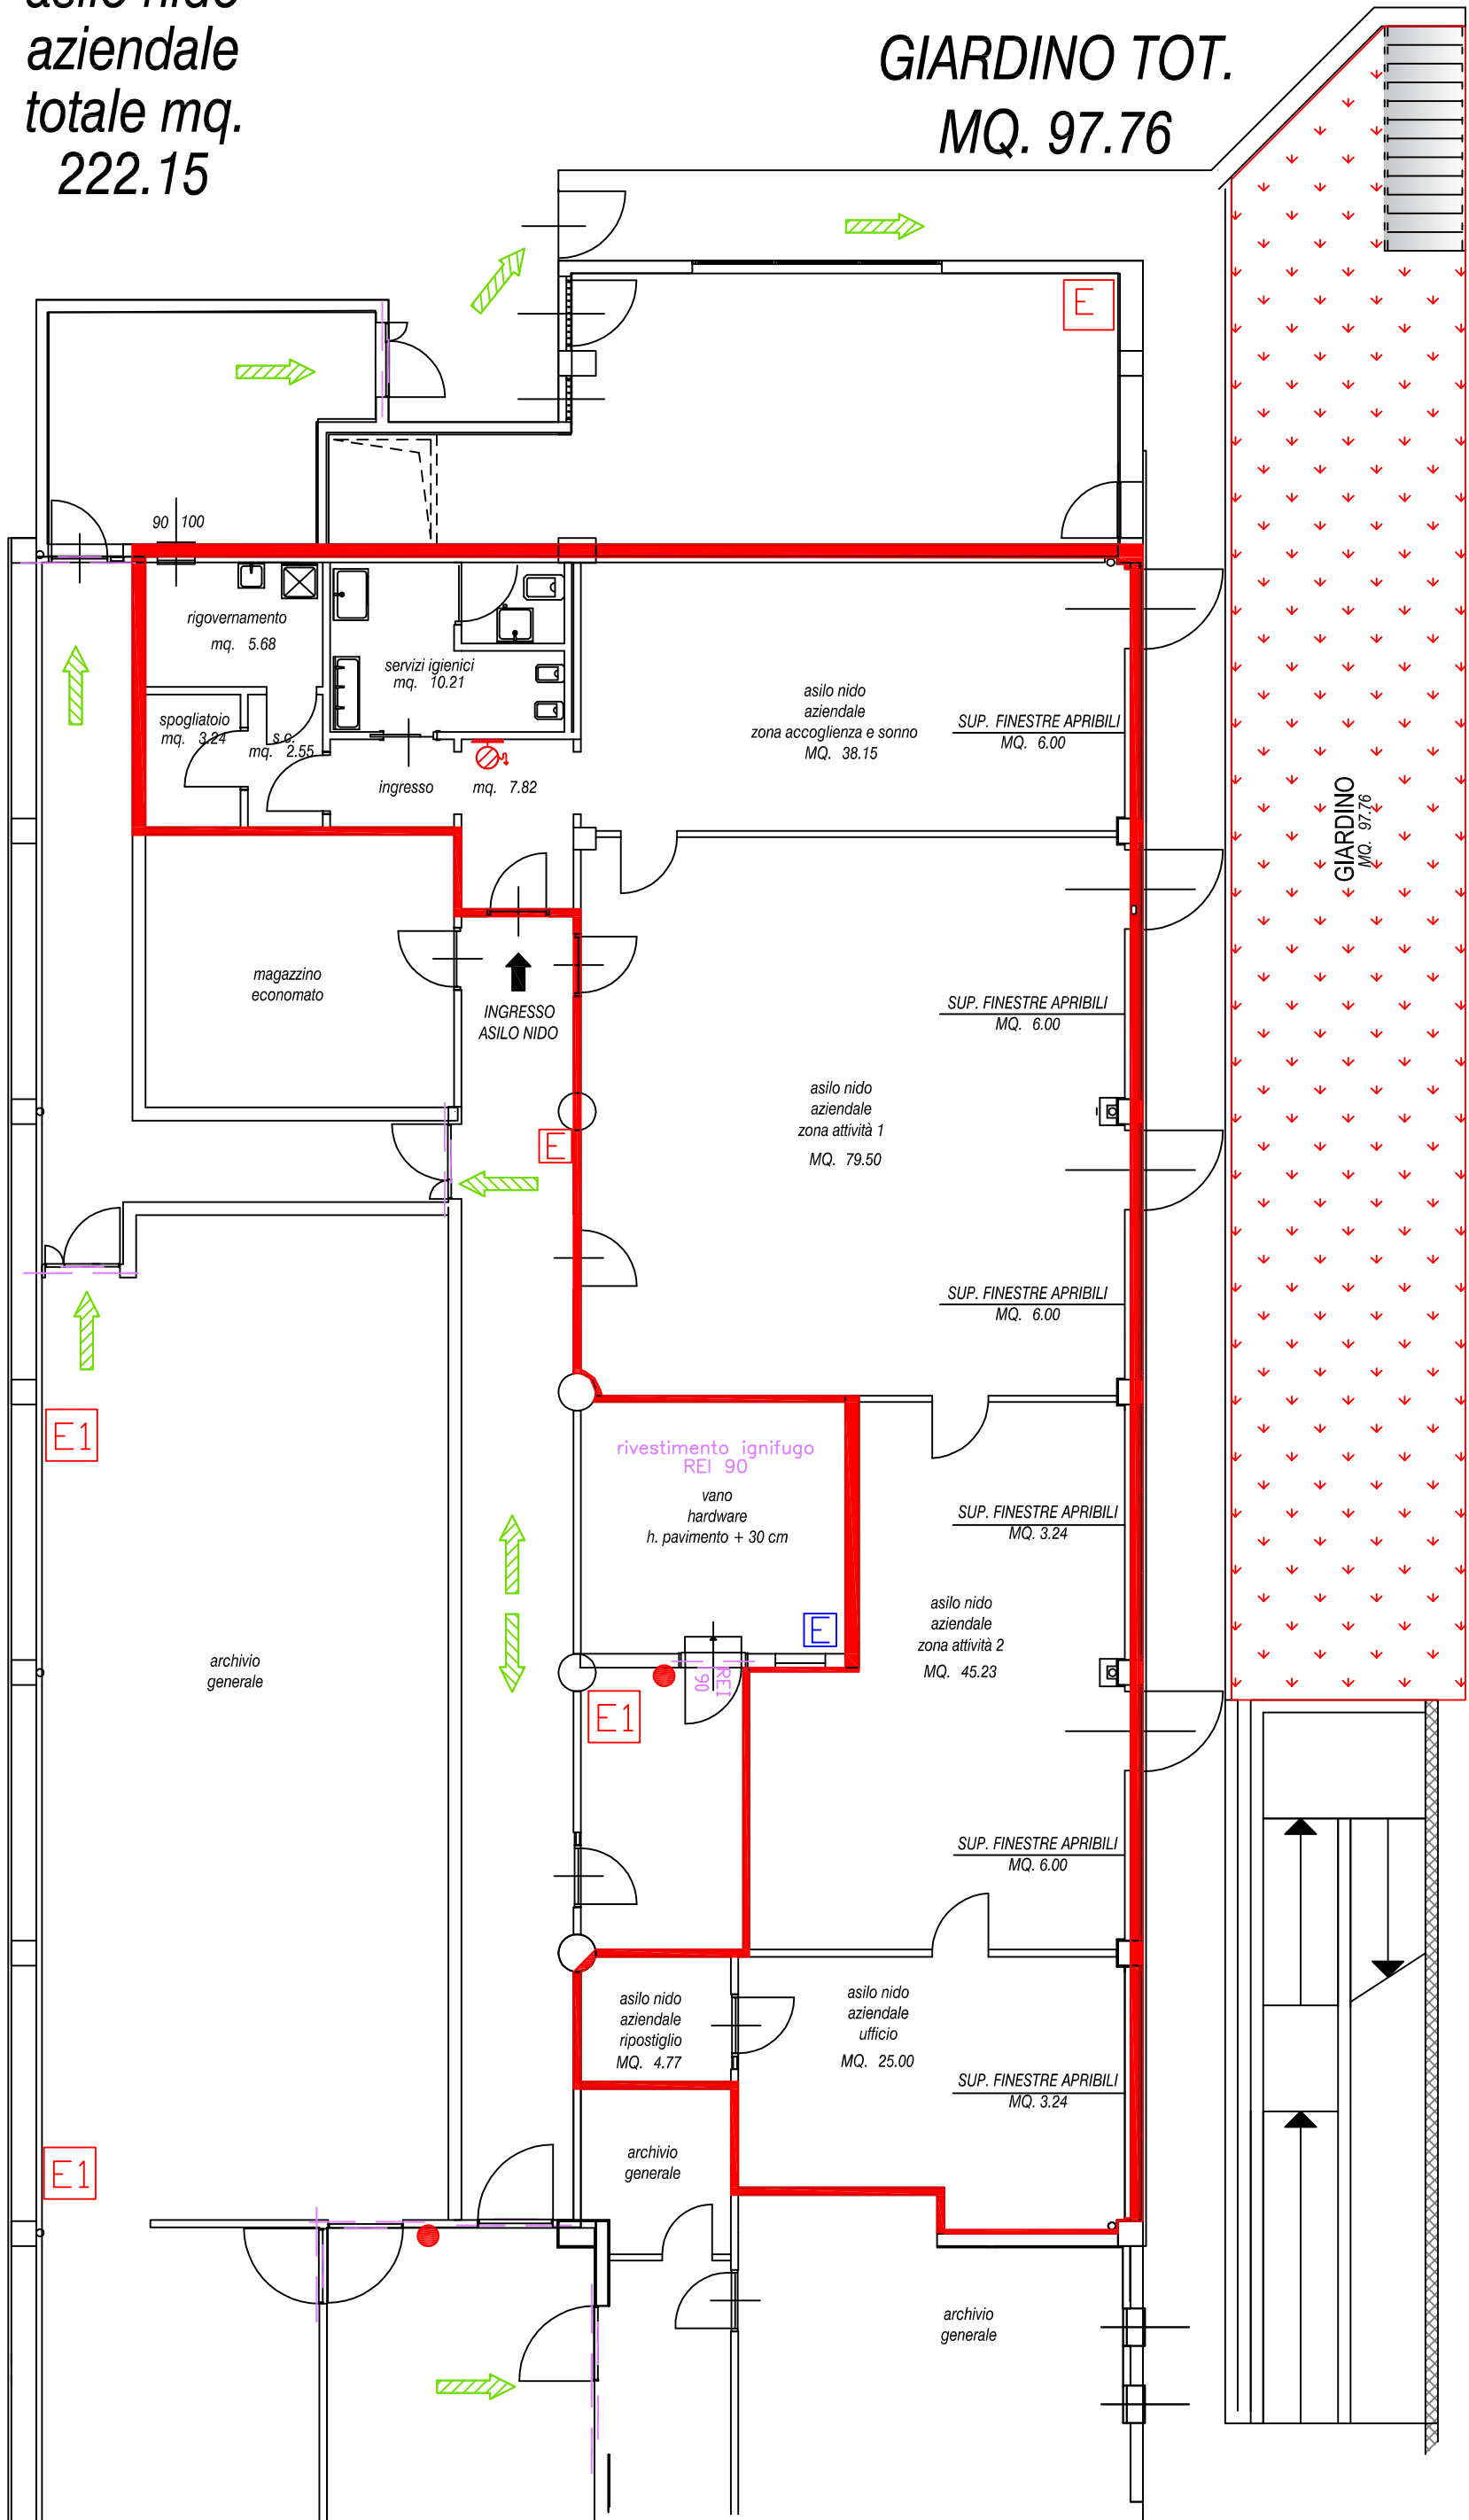 asilo nido
aziendale
totale mq.
222.15
GIARDINO TOT.
MQ. 97.76
E
90 100
rigovernamento
mq. 5.68
servizi igienici
mq. 10.21
spogliatoio
mq. 3.24
s.c.
mq. 2.55
ingresso
mq. 7.82
asilo nido
aziendale
zona accoglienza e sonno
MQ. 38.15
SUP. FINESTRE APRIBILI
MQ. 6.00
GIARDINO
MQ. 97.76
magazzino
economato
INGRESSO
ASILO NIDO
SUP. FINESTRE APRIBILI
MQ. 6.00
asilo nido
aziendale
zona attività 1
MQ. 79.50
E
SUP. FINESTRE APRIBILI
MQ. 6.00
E1
rivestimento ignifugo
REI 90
vano
hardware
h. pavimento + 30 cm
SUP. FINESTRE APRIBILI
MQ. 3.24
E
asilo nido
aziendale
zona attività 2
MQ. 45.23
archivio
generale
REI
90
E1
SUP. FINESTRE APRIBILI
MQ. 6.00
asilo nido
aziendale
ripostiglio
MQ. 4.77
asilo nido
aziendale
ufficio
MQ. 25.00
SUP. FINESTRE APRIBILI
MQ. 3.24
E1
archivio
generale
archivio
generale